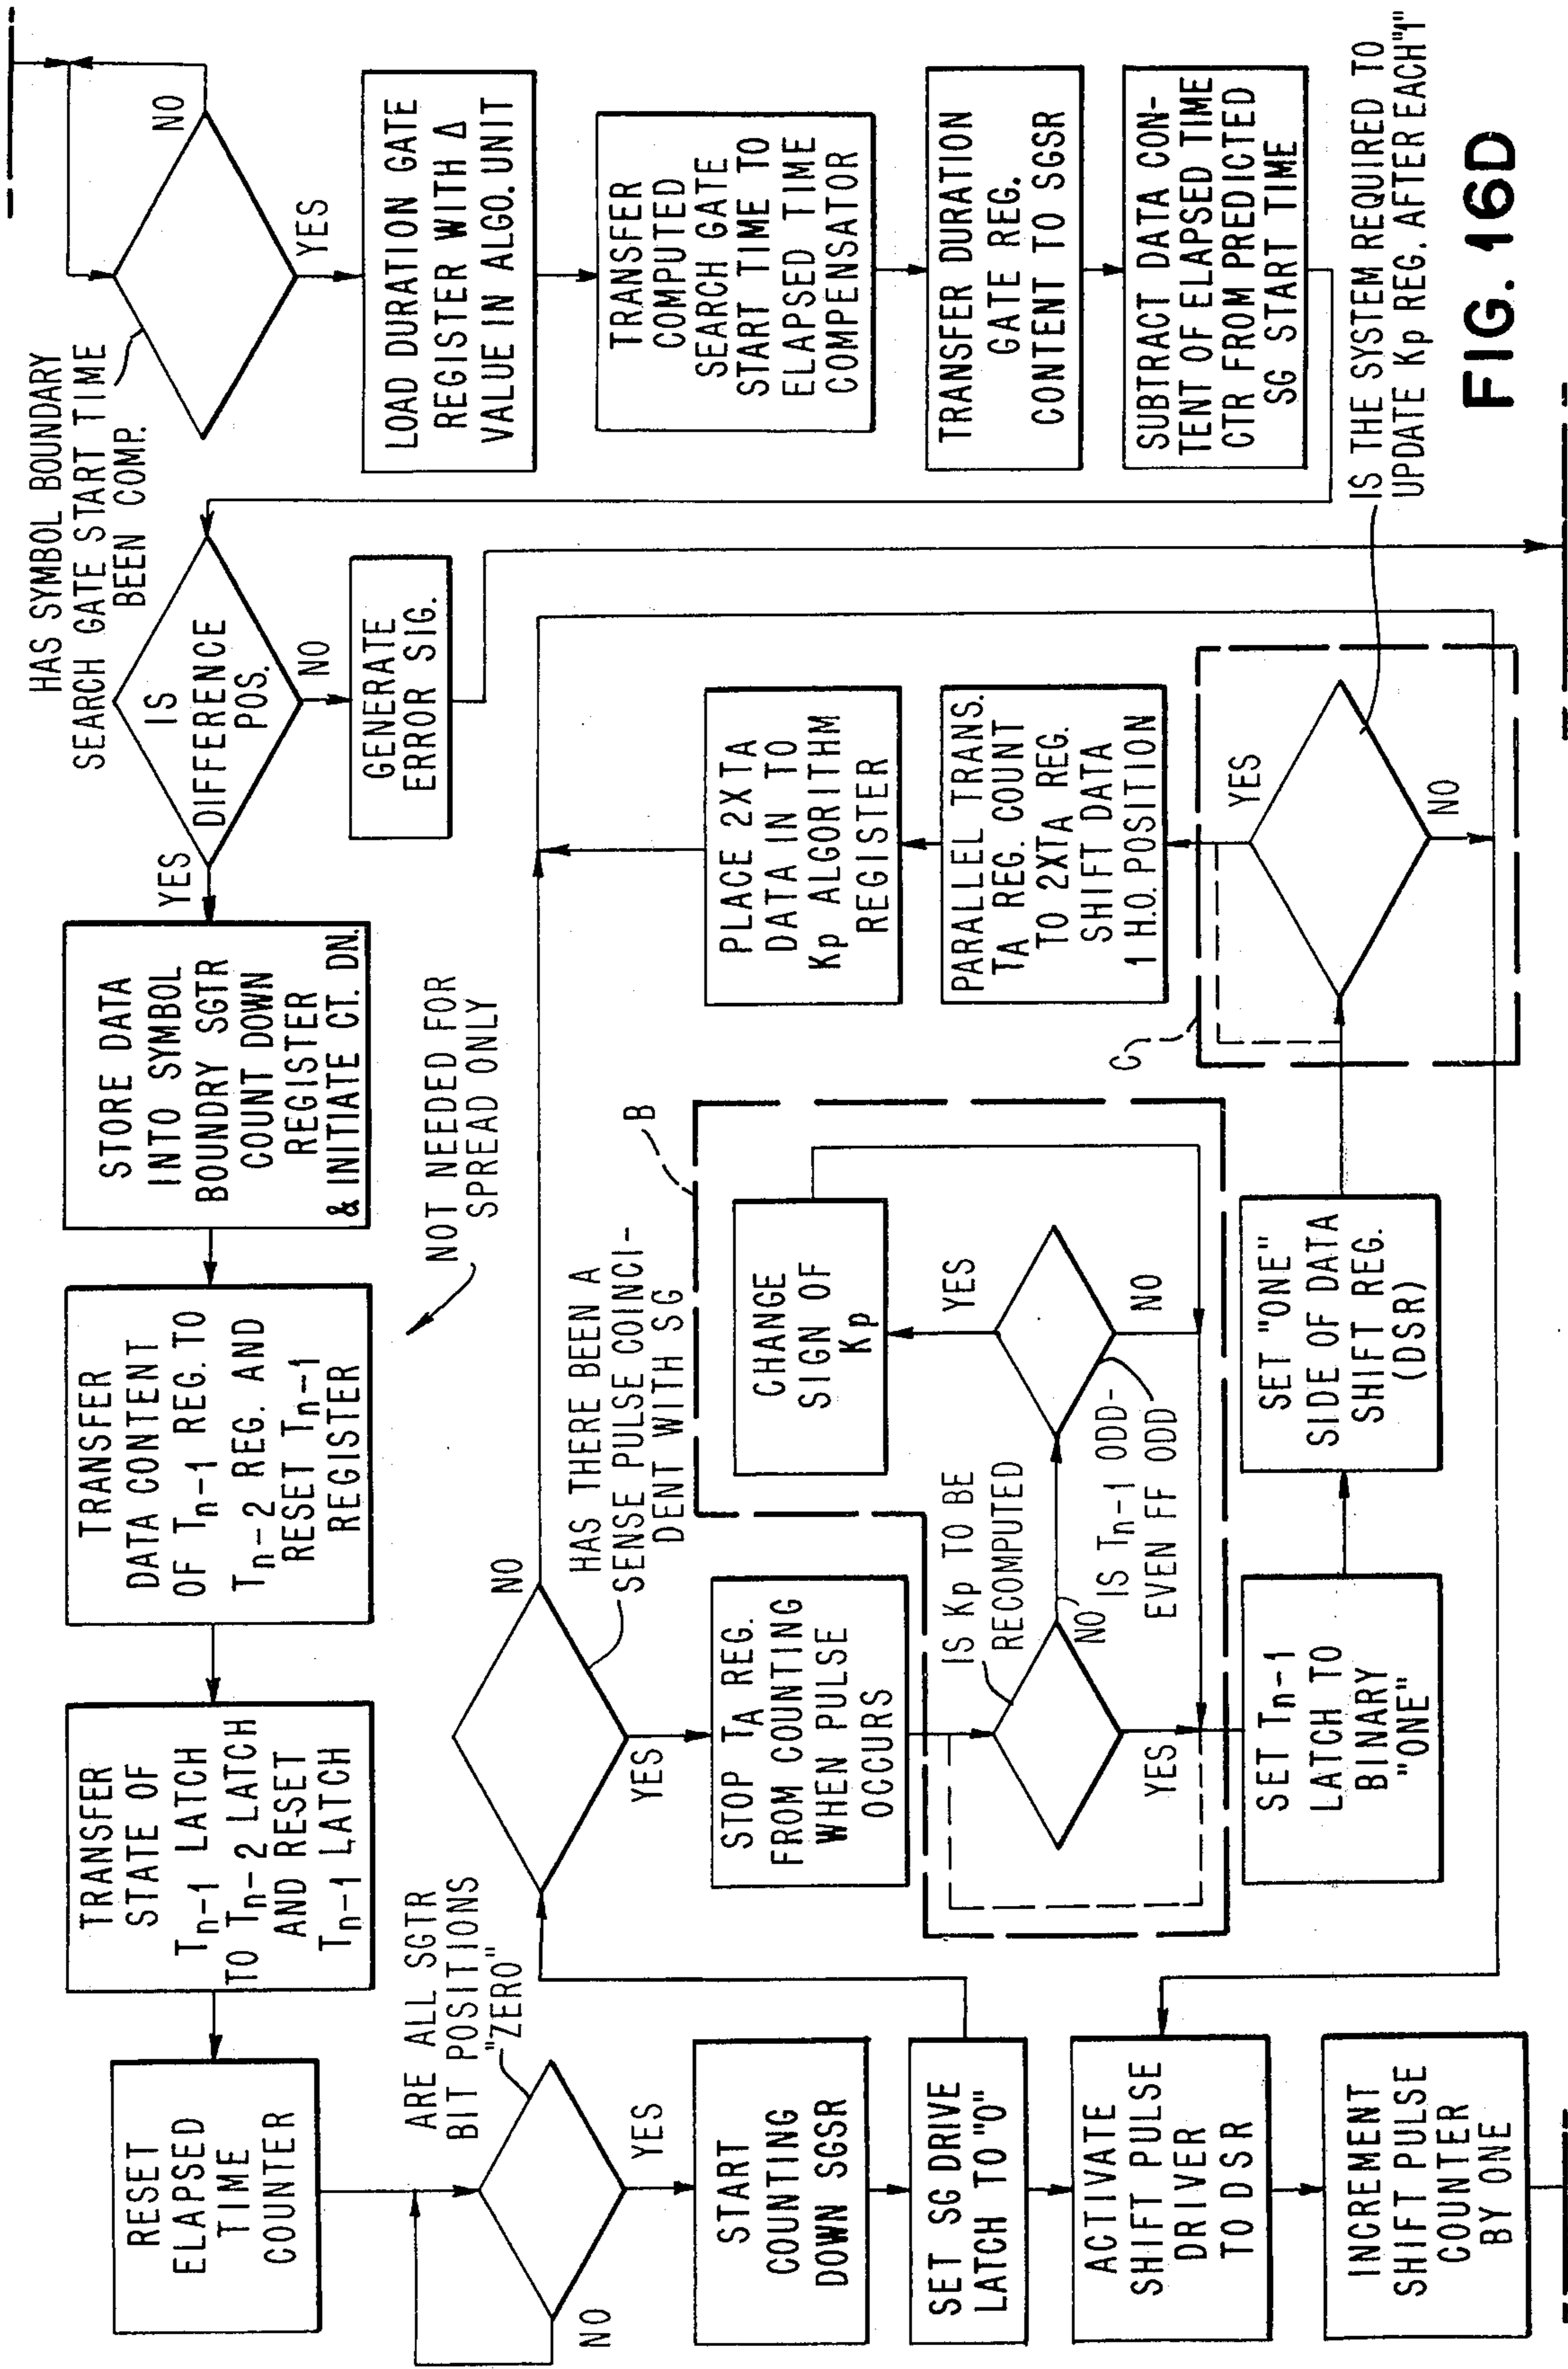 HAS SYMBOL BOUNDARY
SEARCH GATE START TIME
BEEN COMP.
NO
YES
LOAD DURATION GATE
REGISTER WITH Δ
VALUE IN ALGO. UNIT
TRANSFER
COMPUTED
SEARCH GATE
START TIME TO
ELAPSED TIME
COMPENSATOR
TRANSFER DURATION
GATE REG.
CONTENT TO SGSR
SUBTRACT DATA CON-
TENT OF ELAPSED TIME
CTR FROM PREDICTED
SG START TIME
IS
DIFFERENCE
POS.
YES
NO
GENERATE
ERROR SIG.
STORE DATA
INTO SYMBOL
BOUNDRY SGTR
COUNT DOWN
REGISTER
& INITIATE CT. DN.
TRANSFER
DATA CONTENT
OF Tn-1 REG. TO
Tn-2 REG. AND
RESET Tn-1
REGISTER
NOT NEEDED FOR
SPREAD ONLY
TRANSFER
STATE OF
Tn-1 LATCH
TO Tn-2 LATCH
AND RESET
Tn-1 LATCH
RESET
ELAPSED
TIME
COUNTER
ARE ALL SGTR
BIT POSITIONS
"ZERO"
NO
YES
START
COUNTING
DOWN SGSR
SET SG DRIVE
LATCH TO "0"
ACTIVATE
SHIFT PULSE
DRIVER
TO DSR
INCREMENT
SHIFT PULSE
COUNTER
BY ONE
HAS THERE BEEN A
SENSE PULSE COINCI-
DENT WITH SG
NO
YES
STOP TA REG.
FROM COUNTING
WHEN PULSE
OCCURS
B
IS Kp TO BE
RECOMPUTED
NO
YES
IS Tn-1 ODD-
EVEN FF ODD
YES
NO
CHANGE
SIGN OF
Kp
SET Tn-1
LATCH TO
BINARY
"ONE"
SET "ONE"
SIDE OF DATA
SHIFT REG.
(DSR)
C
IS THE SYSTEM REQUIRED TO
UPDATE Kp REG. AFTER EACH "1"
YES
NO
PARALLEL TRANS.
TA REG. COUNT
TO 2XTA REG.
SHIFT DATA
1 H.O. POSITION
PLACE 2XTA
DATA IN TO
Kp ALGORITHM
REGISTER
FIG. 16D